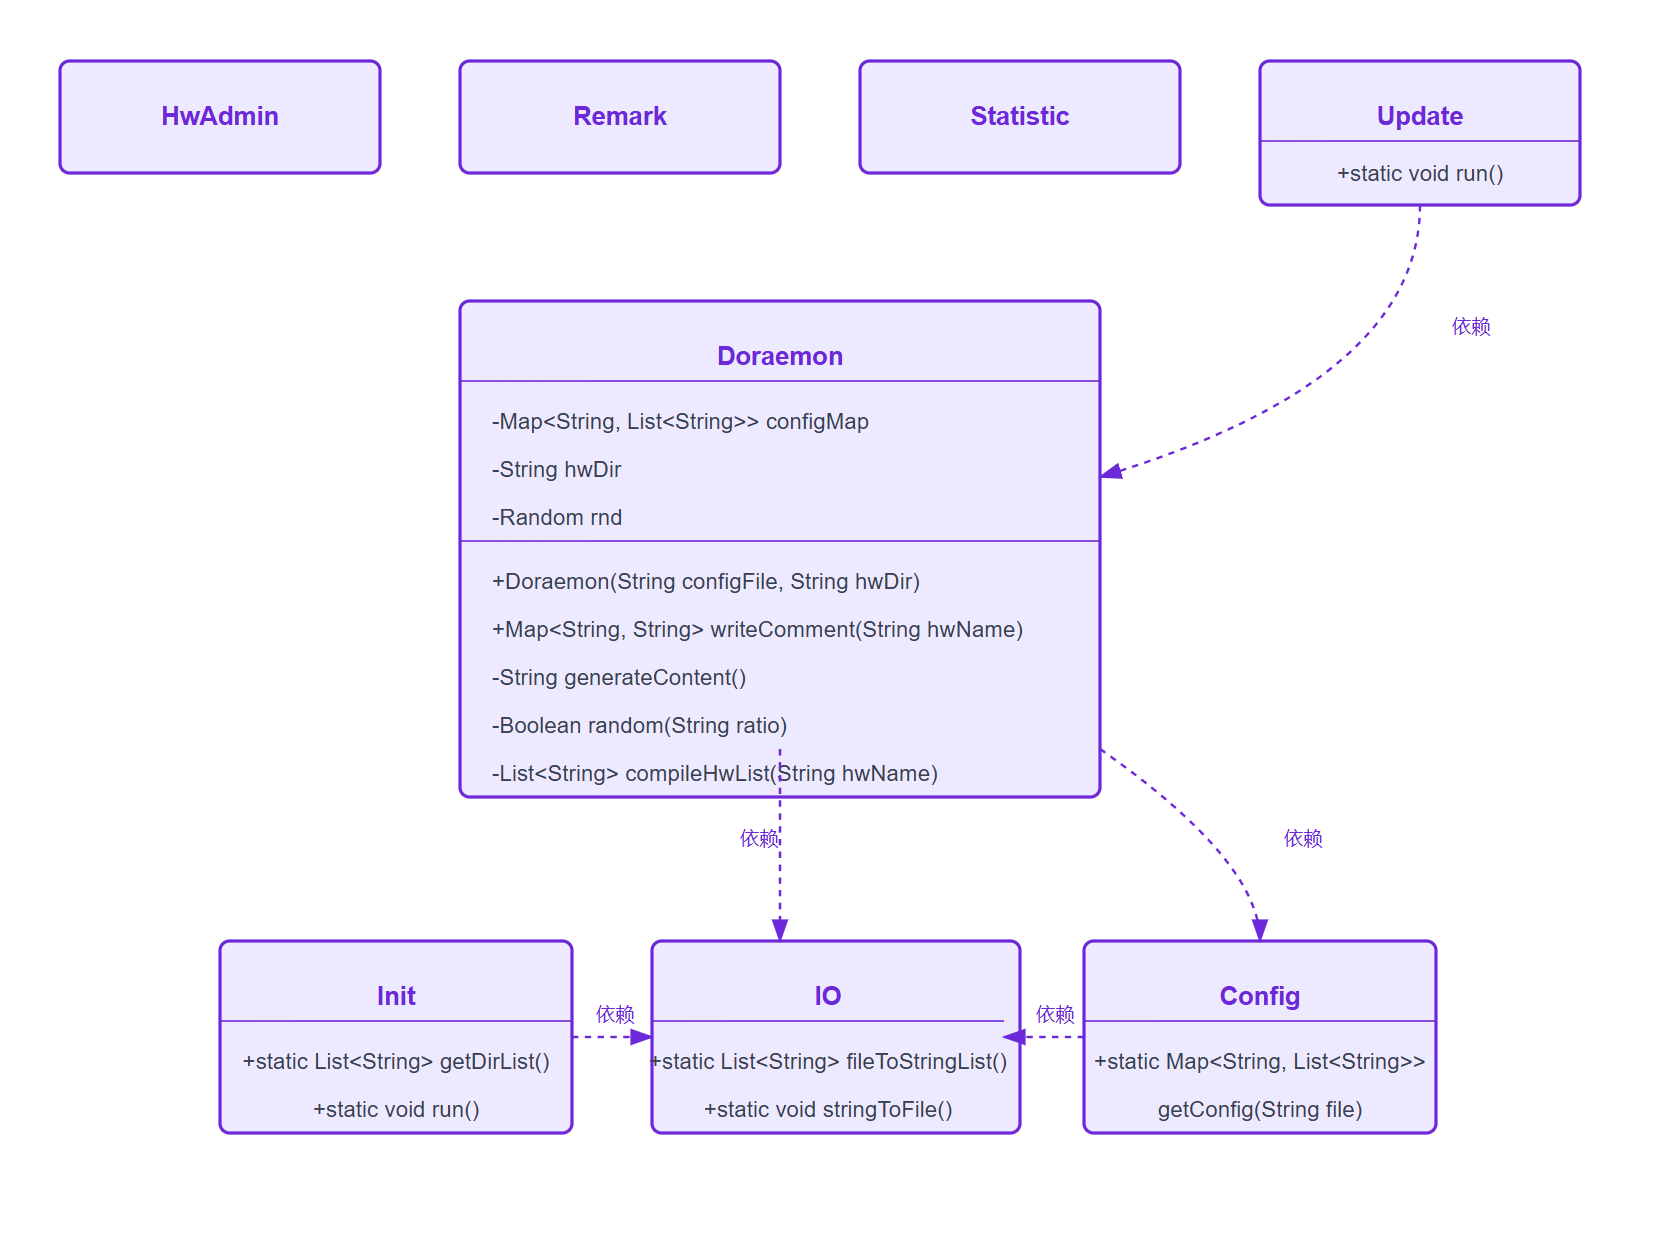 HwAdmin
Remark
Statistic
Update
+static void run()
依赖
Doraemon
-Map<String, List<String>> configMap
-String hwDir
-Random rnd
+Doraemon(String configFile, String hwDir)
+Map<String, String> writeComment(String hwName)
-String generateContent()
-Boolean random(String ratio)
-List<String> compileHwList(String hwName)
依赖
依赖
Init
+static List<String> getDirList()
+static void run()
依赖
IO
+static List<String> fileToStringList()
+static void stringToFile()
依赖
Config
+static Map<String, List<String>>
getConfig(String file)